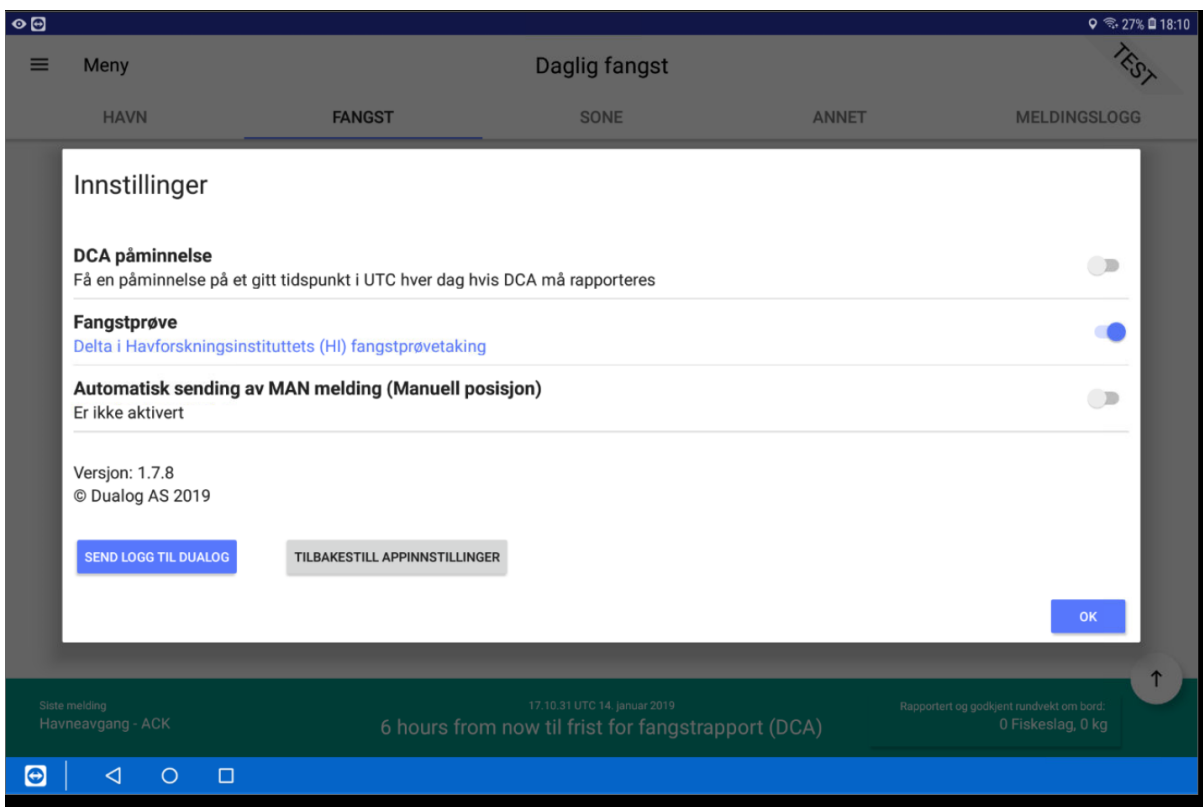 27% 18:10
Meny
Daglig fangst
TEST
HAVN
FANGST
SONE
ANNET
MELDINGSLOGG
Innstillinger
DCA påminnelse
Få en påminnelse på et gitt tidspunkt i UTC hver dag hvis DCA må rapporteres
Fangstprøve
Delta i Havforskningsinstituttets (HI) fangstprøvetaking
Automatisk sending av MAN melding (Manuell posisjon)
Er ikke aktivert
Versjon: 1.7.8
© Dualog AS 2019
SEND LOGG TIL DUALOG
TILBAKESTILL APPINNSTILLINGER
OK
Siste melding
Havneavgang - ACK
17.10.31 UTC 14. januar 2019
6 hours from now til frist for fangstrapport (DCA)
Rapportert og godkjent rundvekt om bord:
0 Fiskeslag, 0 kg